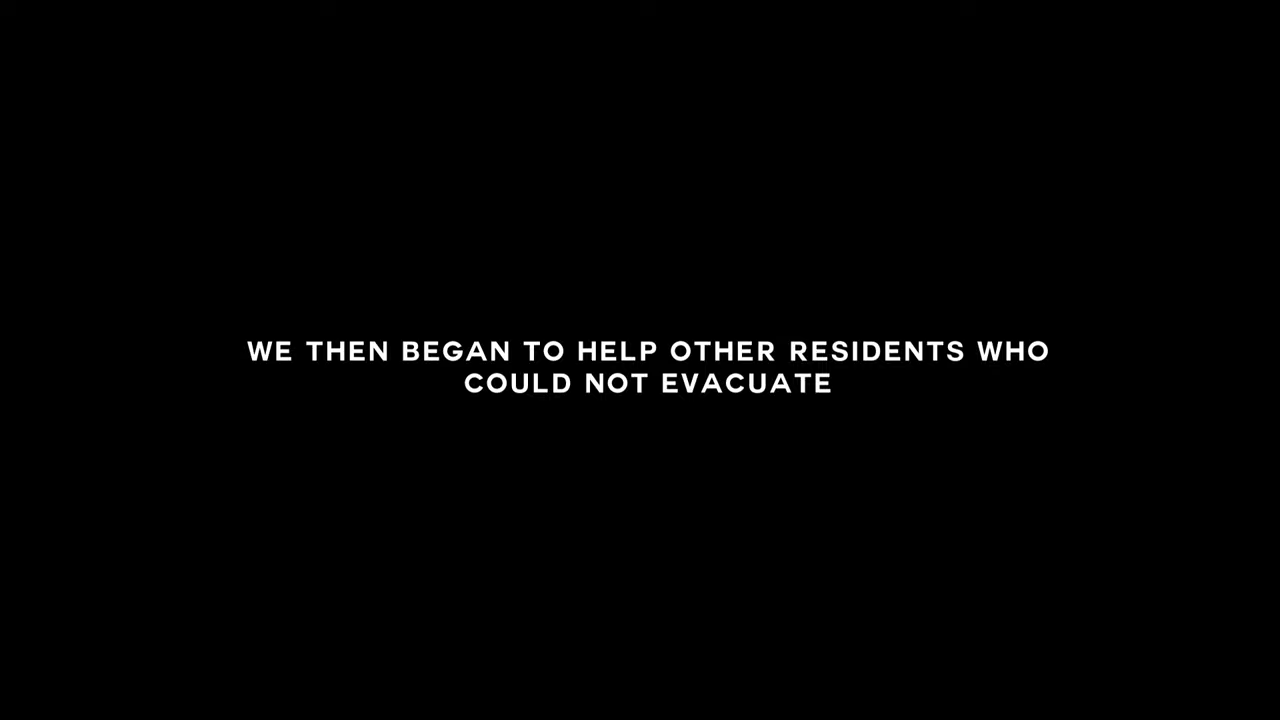 WE THEN BEGAN TO HELP OTHER RESIDENTS WHO
COULD NOT EVACUATE